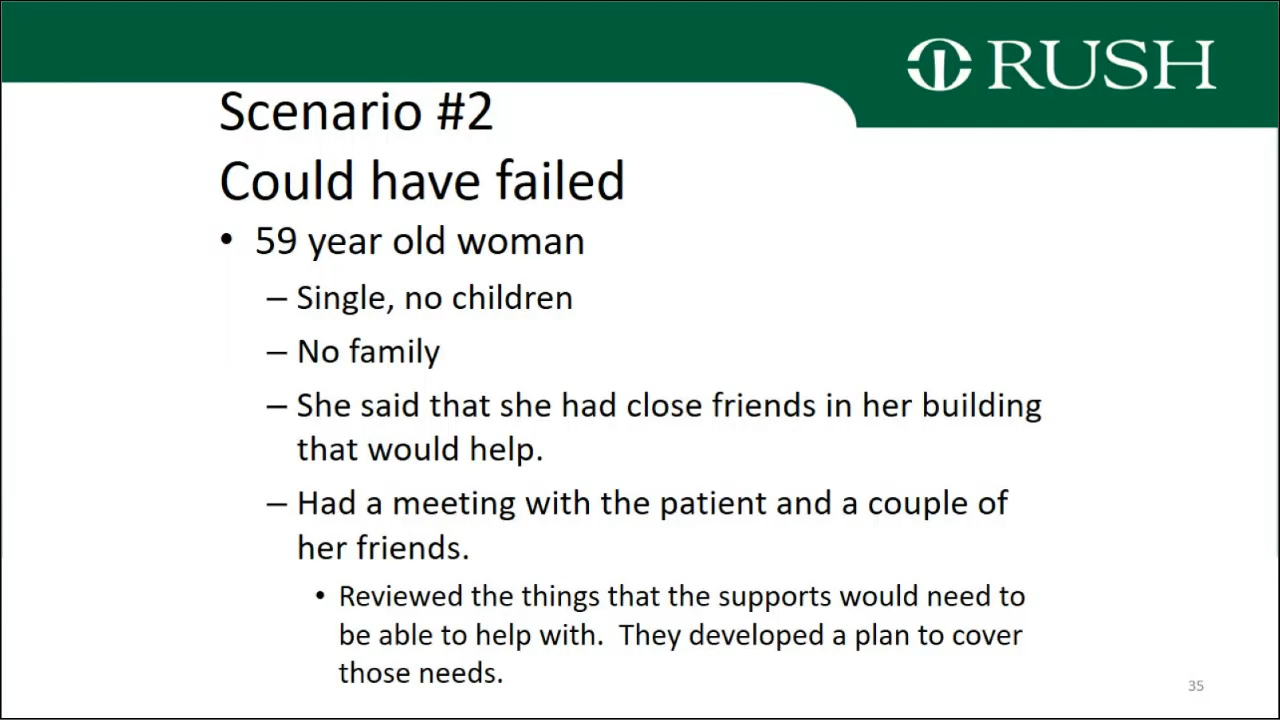 RUSH
Scenario #2
Could have failed
• 59 year old woman
– Single, no children
– No family
– She said that she had close friends in her building
that would help.
– Had a meeting with the patient and a couple of
her friends.
• Reviewed the things that the supports would need to
be able to help with.  They developed a plan to cover
those needs.
35